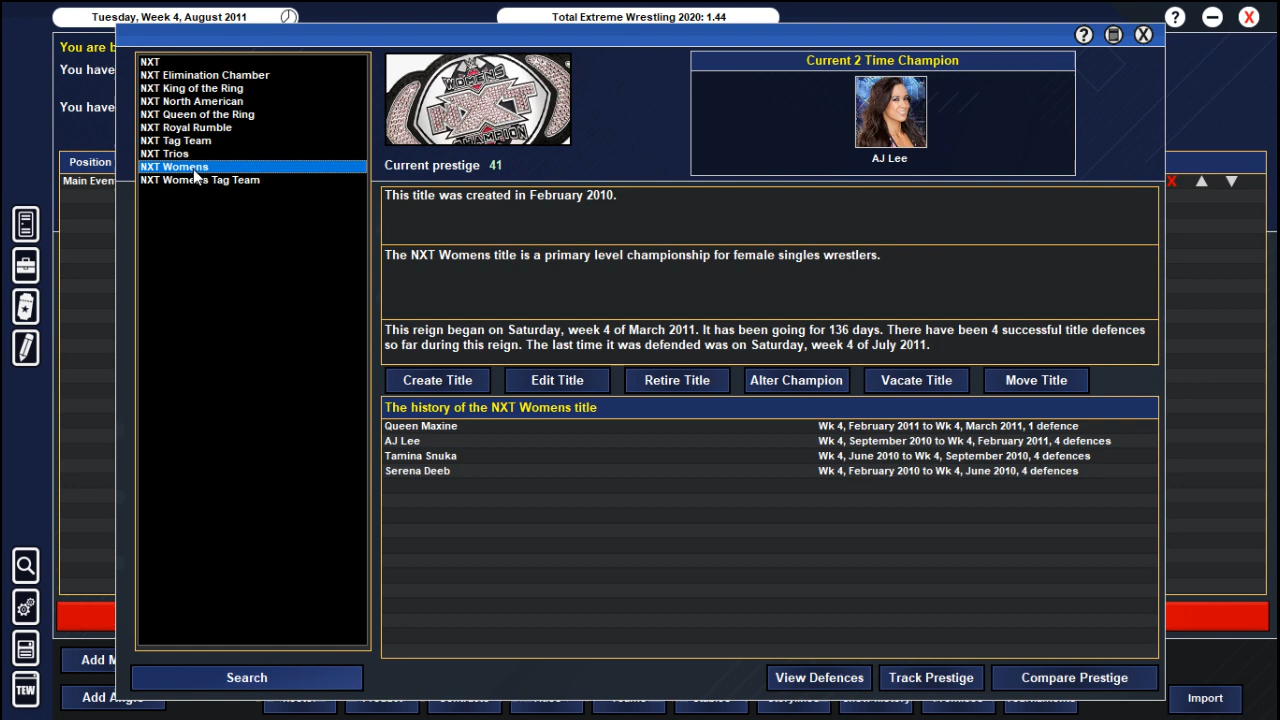 Tuesday, Week 4, August 2011
Total Extreme Wrestling 2020: 1.44
You are b
You have
You have
Position
Main Even
NXT
NXT Elimination Chamber
NXT King of the Ring
NXT North American
NXT Queen of the Ring
NXT Royal Rumble
NXT Tag Team
NXT Trios
NXT Womens
NXT Womens Tag Team
WOMENS
NXT
CHAMPION
Current prestige 41
Current 2 Time Champion
AJ Lee
This title was created in February 2010.
The NXT Womens title is a primary level championship for female singles wrestlers.
This reign began on Saturday, week 4 of March 2011. It has been going for 136 days. There have been 4 successful title defences
so far during this reign. The last time it was defended was on Saturday, week 4 of July 2011.
Create Title Edit Title Retire Title Alter Champion Vacate Title Move Title
The history of the NXT Womens title
Queen Maxine Wk 4, February 2011 to Wk 4, March 2011, 1 defence
AJ Lee Wk 4, September 2010 to Wk 4, February 2011, 4 defences
Tamina Snuka Wk 4, June 2010 to Wk 4, September 2010, 4 defences
Serena Deeb Wk 4, February 2010 to Wk 4, June 2010, 4 defences
Search
View Defences Track Prestige Compare Prestige
Add M
Add Angle
Import
TEW